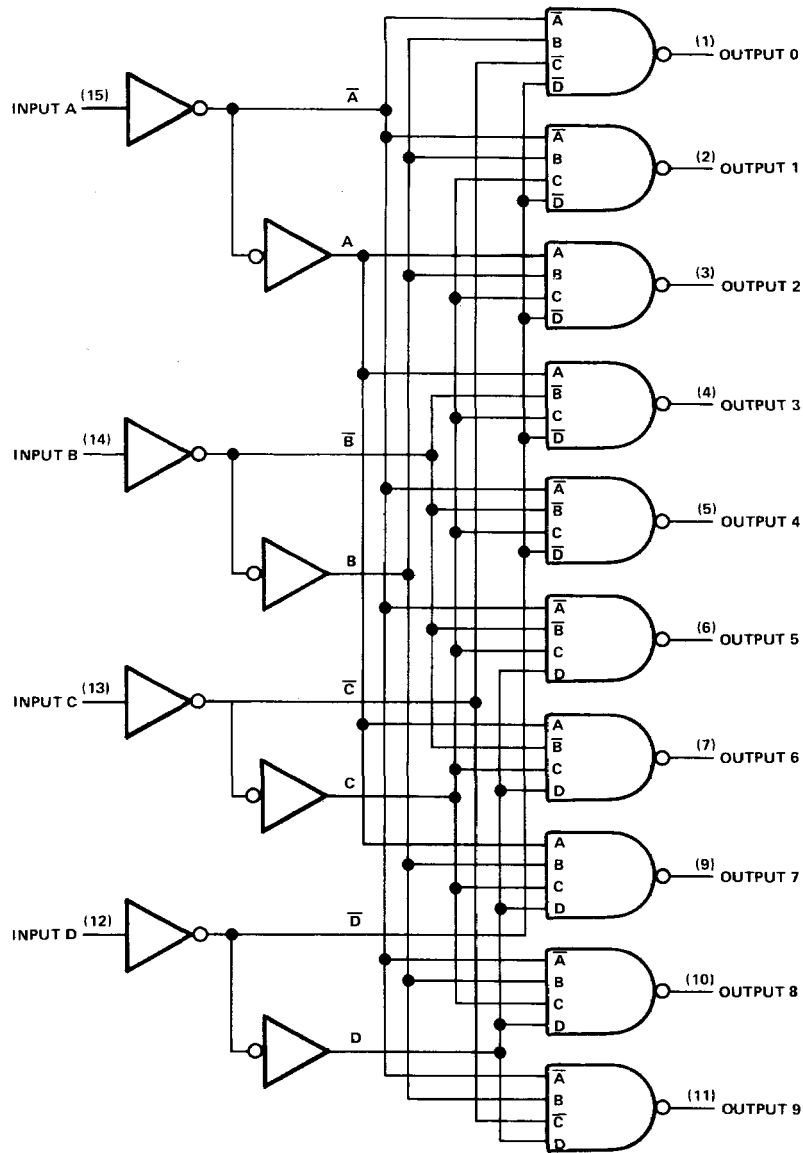 A̅
B
C̅
D̅
(1)
OUTPUT 0
INPUT A
(15)
A̅
A̅
B
C
D̅
(2)
OUTPUT 1
A
A
B
C
D̅
(3)
OUTPUT 2
A
B̅
C
D̅
(4)
OUTPUT 3
INPUT B
(14)
B̅
A̅
B̅
C
D̅
(5)
OUTPUT 4
B
A̅
B̅
C
D
(6)
OUTPUT 5
INPUT C
(13)
C̅
A
B̅
C
D
(7)
OUTPUT 6
C
A
B
C
D
(9)
OUTPUT 7
INPUT D
(12)
D̅
A̅
B
C
D
(10)
OUTPUT 8
D
A̅
B
C̅
D
(11)
OUTPUT 9